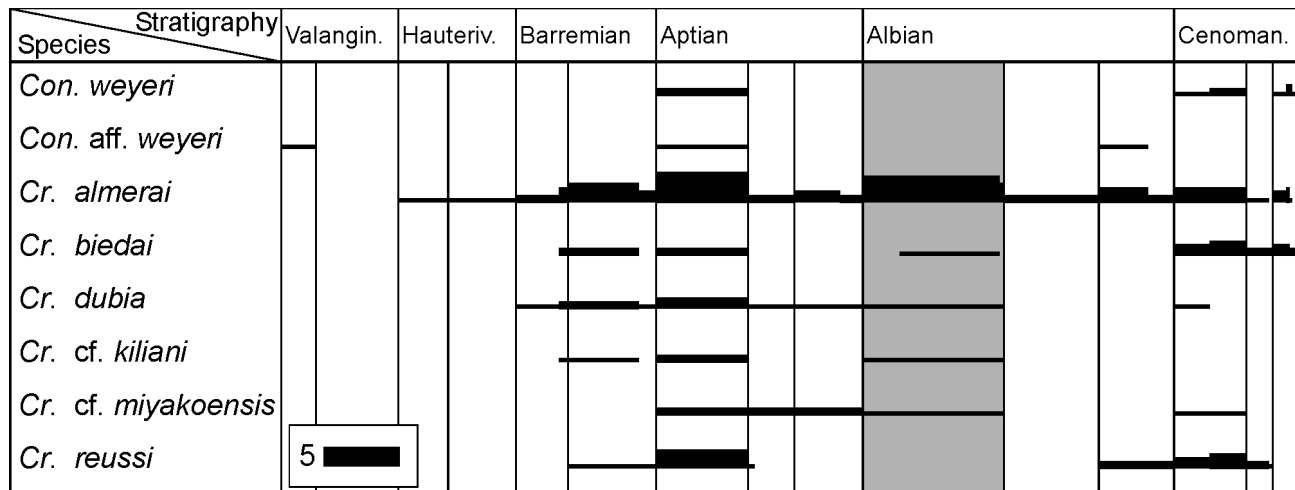 Stratigraphy
Species
Valangin. Hauteriv. Barremian Aptian Albian Cenoman.
Con. weyeri
Con. aff. weyeri
Cr. almerai
Cr. biedai
Cr. dubia
Cr. cf. kiliani
Cr. cf. miyakoensis
Cr. reussi
5